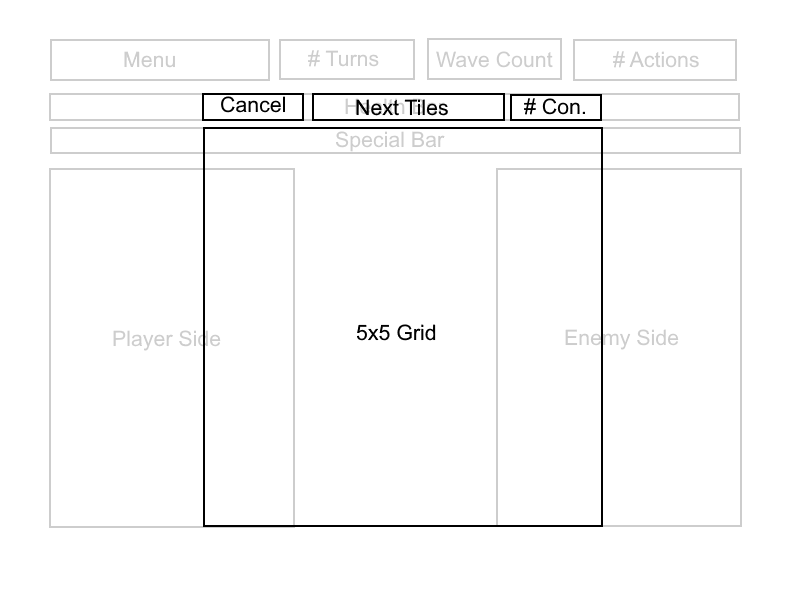 Menu
# Turns
Wave Count
# Actions
Cancel
Next Tiles
# Con.
Special Bar
Player Side
5x5 Grid
Enemy Side